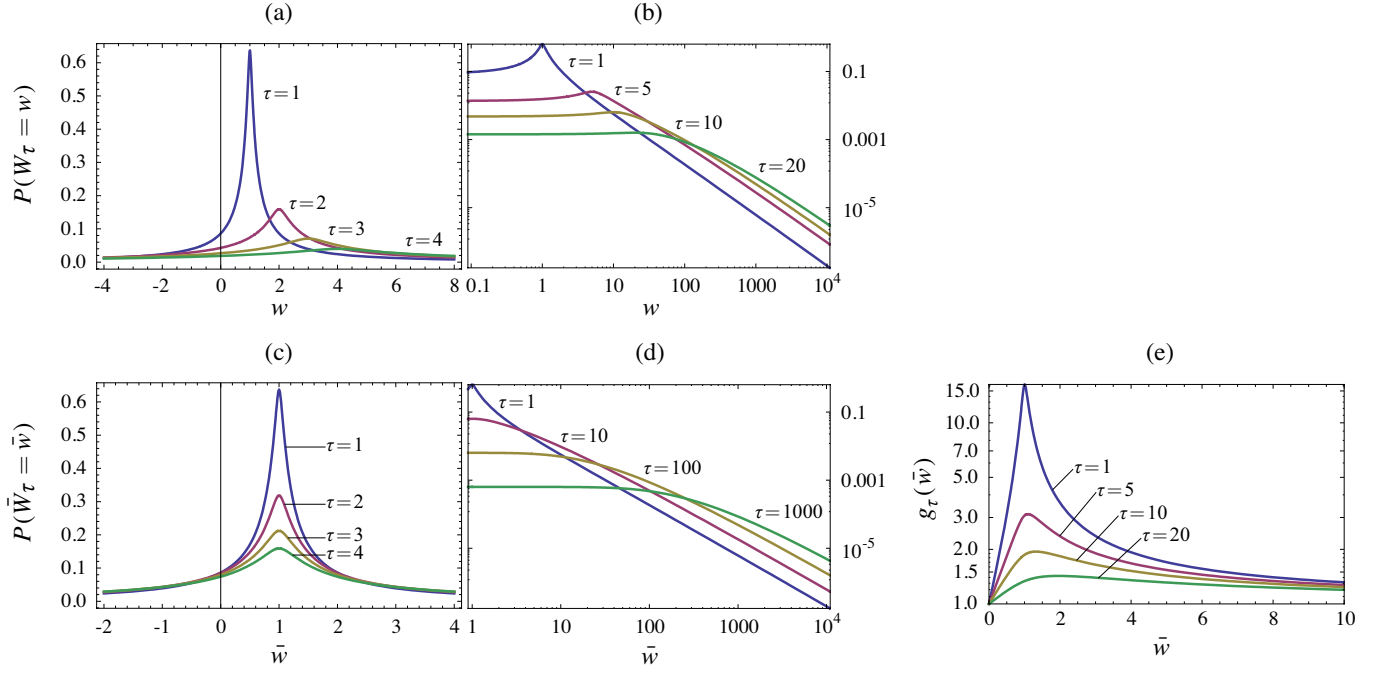 (a)
P(W_τ = w)
0.6
0.5
0.4
0.3
0.2
0.1
0.0
τ=1
τ=2
τ=3
τ=4
-4 -2 0 2 4 6 8
w
(b)
τ=1
τ=5
τ=10
τ=20
0.1
0.001
10^-5
0.1 1 10 100 1000 10^4
w
(c)
P(W̄_τ = w̄)
0.6
0.5
0.4
0.3
0.2
0.1
0.0
τ=1
τ=2
τ=3
τ=4
-2 -1 0 1 2 3 4
w̄
(d)
τ=1
τ=10
τ=100
τ=1000
0.1
0.001
10^-5
1 10 100 1000 10^4
w̄
(e)
g_τ(w̄)
15.0
10.0
7.0
5.0
3.0
2.0
1.5
1.0
τ=1
τ=5
τ=10
τ=20
0 2 4 6 8 10
w̄